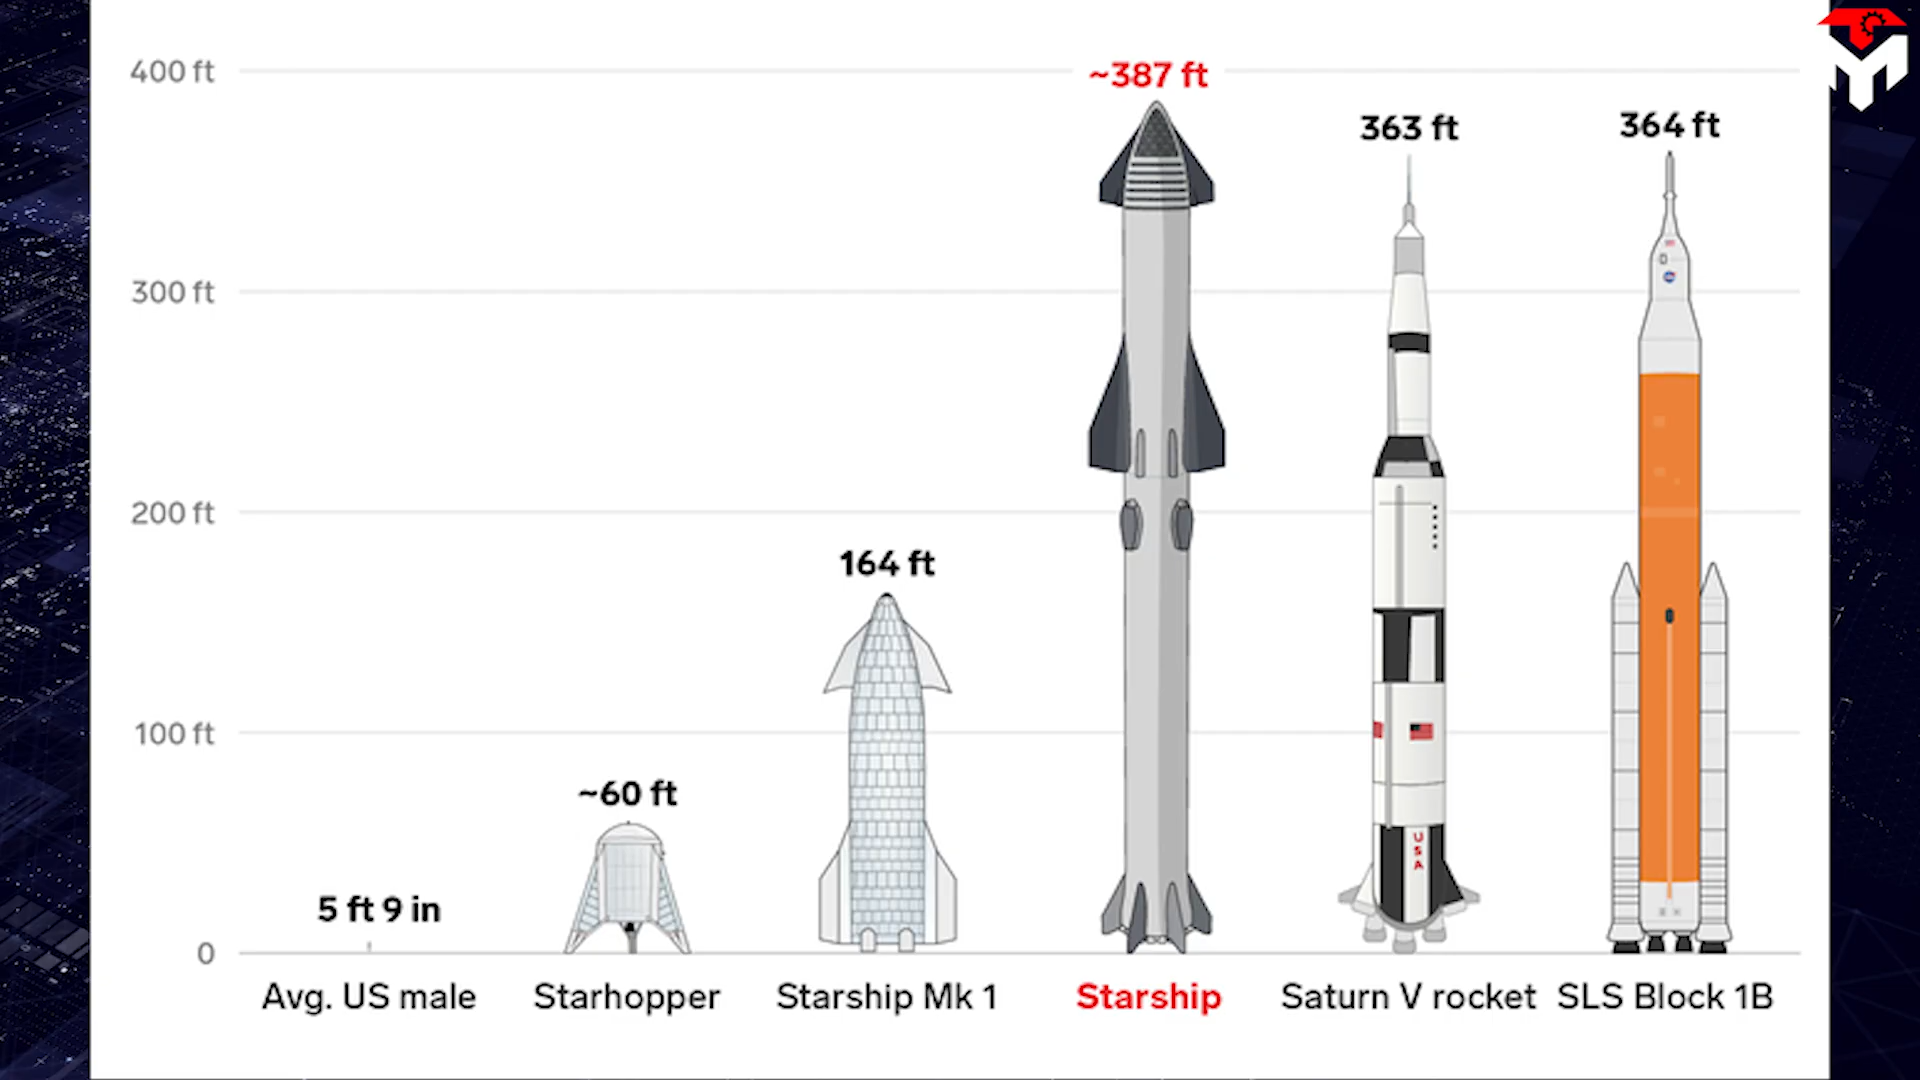 400 ft
~387 ft
363 ft
364 ft
300 ft
200 ft
164 ft
100 ft
~60 ft
USA
5 ft 9 in
0
Avg. US male
Starhopper
Starship Mk 1
Starship
Saturn V rocket
SLS Block 1B